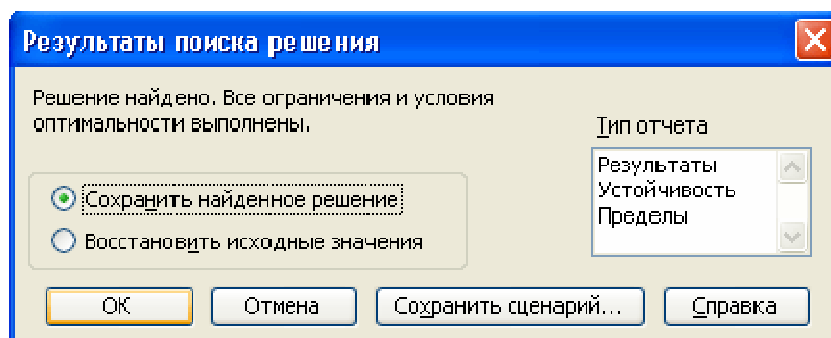 Результаты поиска решения
Решение найдено. Все ограничения и условия
оптимальности выполнены.
Тип отчета
Результаты
Устойчивость
Пределы
Сохранить найденное решение
Восстановить исходные значения
ОК
Отмена
Сохранить сценарий...
Справка